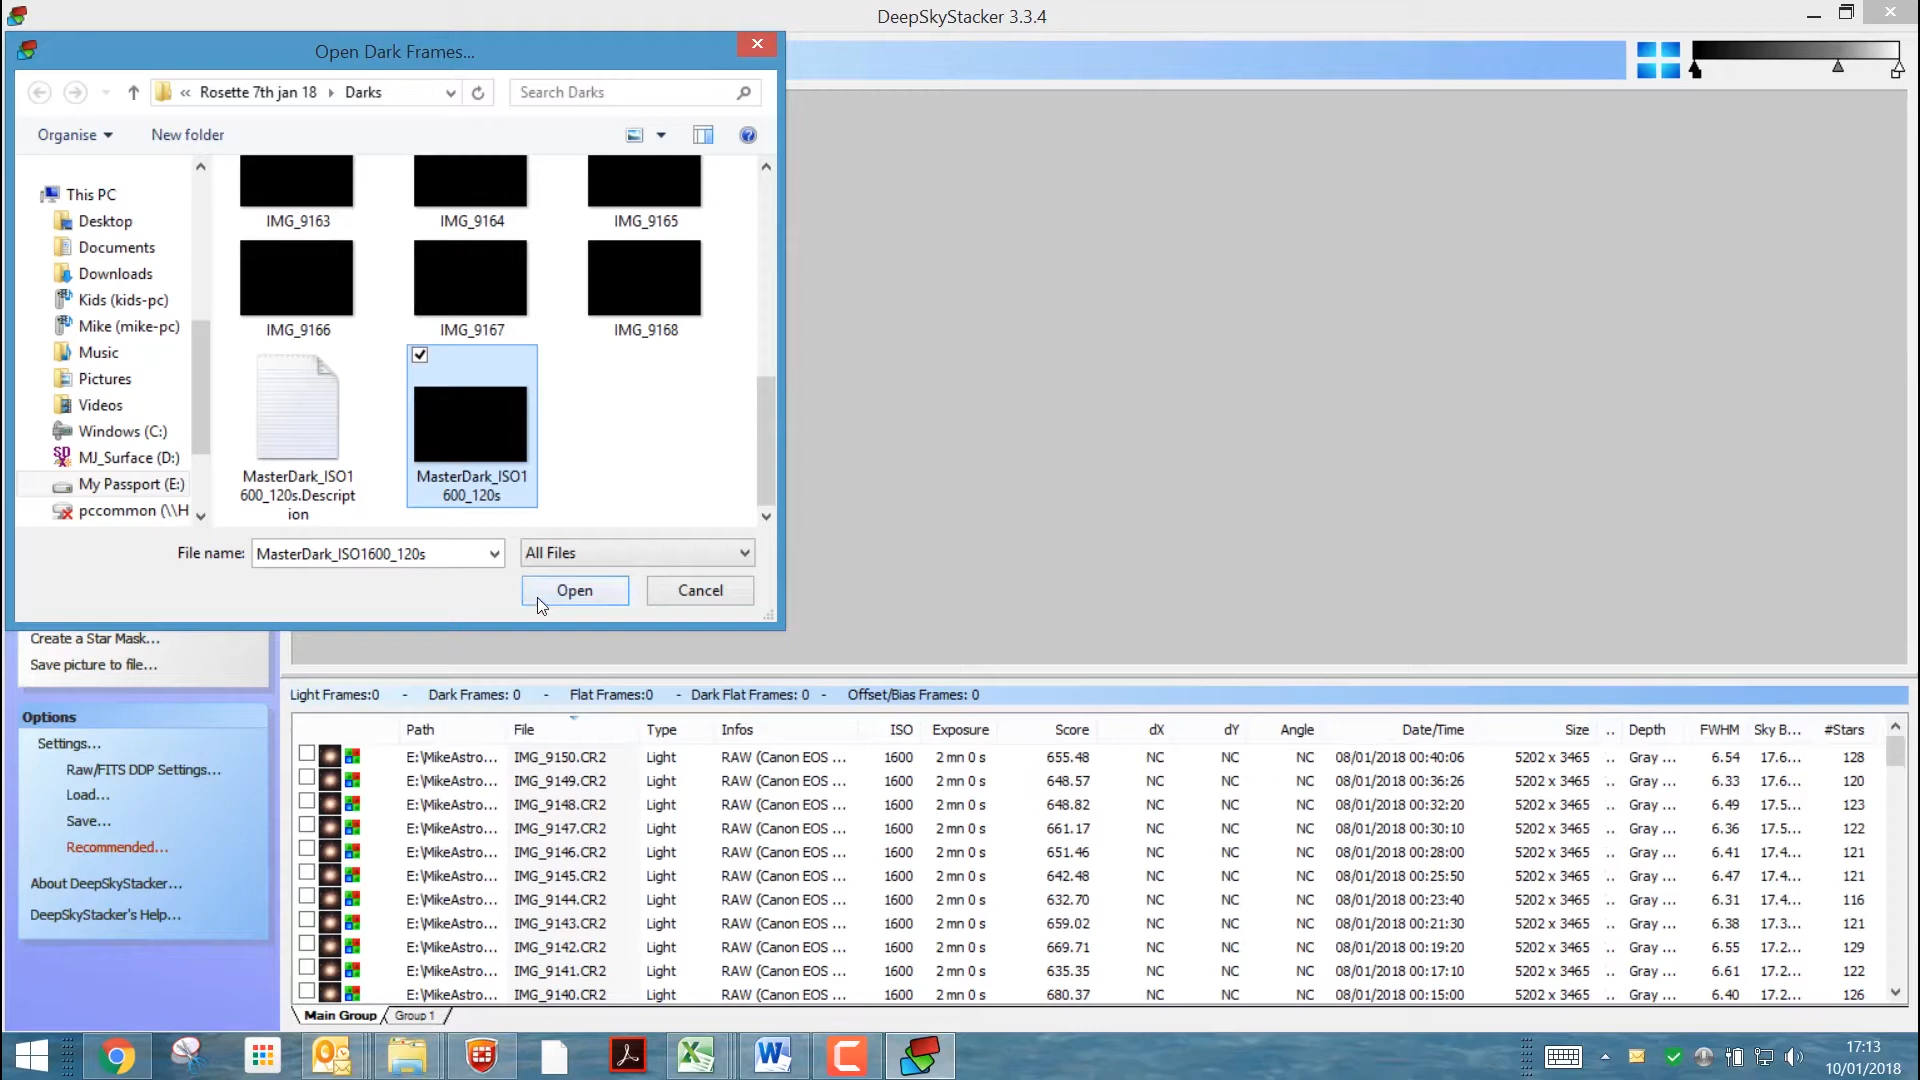 DeepSkyStacker 3.3.4
Open Dark Frames...
« Rosette 7th jan 18 Darks
Search Darks
Organise
New folder
This PC
Desktop
Documents
Downloads
Kids (kids-pc)
Mike (mike-pc)
Music
Pictures
Videos
Windows (C:)
MJ_Surface (D:)
My Passport (E:)
pccommon (\\H
IMG_9163 IMG_9164 IMG_9165
IMG_9166 IMG_9167 IMG_9168
MasterDark_ISO1
600_120s.Descript
ion
MasterDark_ISO1
600_120s
File name: MasterDark_ISO1600_120s All Files
Open Cancel
Create a Star Mask...
Save picture to file...
Options
Settings...
Raw/FITS DDP Settings...
Load...
Save...
Recommended...
About DeepSkyStacker...
DeepSkyStacker's Help...
Light Frames:0 - Dark Frames: 0 - Flat Frames:0 - Dark Flat Frames: 0 - Offset/Bias Frames: 0
Path File Type Infos ISO Exposure Score dX dY Angle Date/Time Size .. Depth FWHM Sky B... #Stars
E:\MikeAstro... IMG_9150.CR2 Light RAW (Canon EOS ... 1600 2 mn 0 s 655.48 NC NC NC 08/01/2018 00:40:06 5202 x 3465 .. Gray ... 6.54 17.6... 128
E:\MikeAstro... IMG_9149.CR2 Light RAW (Canon EOS ... 1600 2 mn 0 s 648.57 NC NC NC 08/01/2018 00:36:26 5202 x 3465 .. Gray ... 6.33 17.6... 120
E:\MikeAstro... IMG_9148.CR2 Light RAW (Canon EOS ... 1600 2 mn 0 s 648.82 NC NC NC 08/01/2018 00:32:20 5202 x 3465 .. Gray ... 6.49 17.5... 123
E:\MikeAstro... IMG_9147.CR2 Light RAW (Canon EOS ... 1600 2 mn 0 s 661.17 NC NC NC 08/01/2018 00:30:10 5202 x 3465 .. Gray ... 6.36 17.5... 122
E:\MikeAstro... IMG_9146.CR2 Light RAW (Canon EOS ... 1600 2 mn 0 s 651.46 NC NC NC 08/01/2018 00:28:00 5202 x 3465 .. Gray ... 6.41 17.4... 121
E:\MikeAstro... IMG_9145.CR2 Light RAW (Canon EOS ... 1600 2 mn 0 s 642.48 NC NC NC 08/01/2018 00:25:50 5202 x 3465 .. Gray ... 6.47 17.4... 121
E:\MikeAstro... IMG_9144.CR2 Light RAW (Canon EOS ... 1600 2 mn 0 s 632.70 NC NC NC 08/01/2018 00:23:40 5202 x 3465 .. Gray ... 6.31 17.4... 116
E:\MikeAstro... IMG_9143.CR2 Light RAW (Canon EOS ... 1600 2 mn 0 s 659.02 NC NC NC 08/01/2018 00:21:30 5202 x 3465 .. Gray ... 6.38 17.3... 121
E:\MikeAstro... IMG_9142.CR2 Light RAW (Canon EOS ... 1600 2 mn 0 s 669.71 NC NC NC 08/01/2018 00:19:20 5202 x 3465 .. Gray ... 6.55 17.2... 129
E:\MikeAstro... IMG_9141.CR2 Light RAW (Canon EOS ... 1600 2 mn 0 s 635.35 NC NC NC 08/01/2018 00:17:10 5202 x 3465 .. Gray ... 6.61 17.2... 122
E:\MikeAstro... IMG_9140.CR2 Light RAW (Canon EOS ... 1600 2 mn 0 s 680.37 NC NC NC 08/01/2018 00:15:00 5202 x 3465 .. Gray ... 6.40 17.2... 126
Main Group Group 1
17:13
10/01/2018